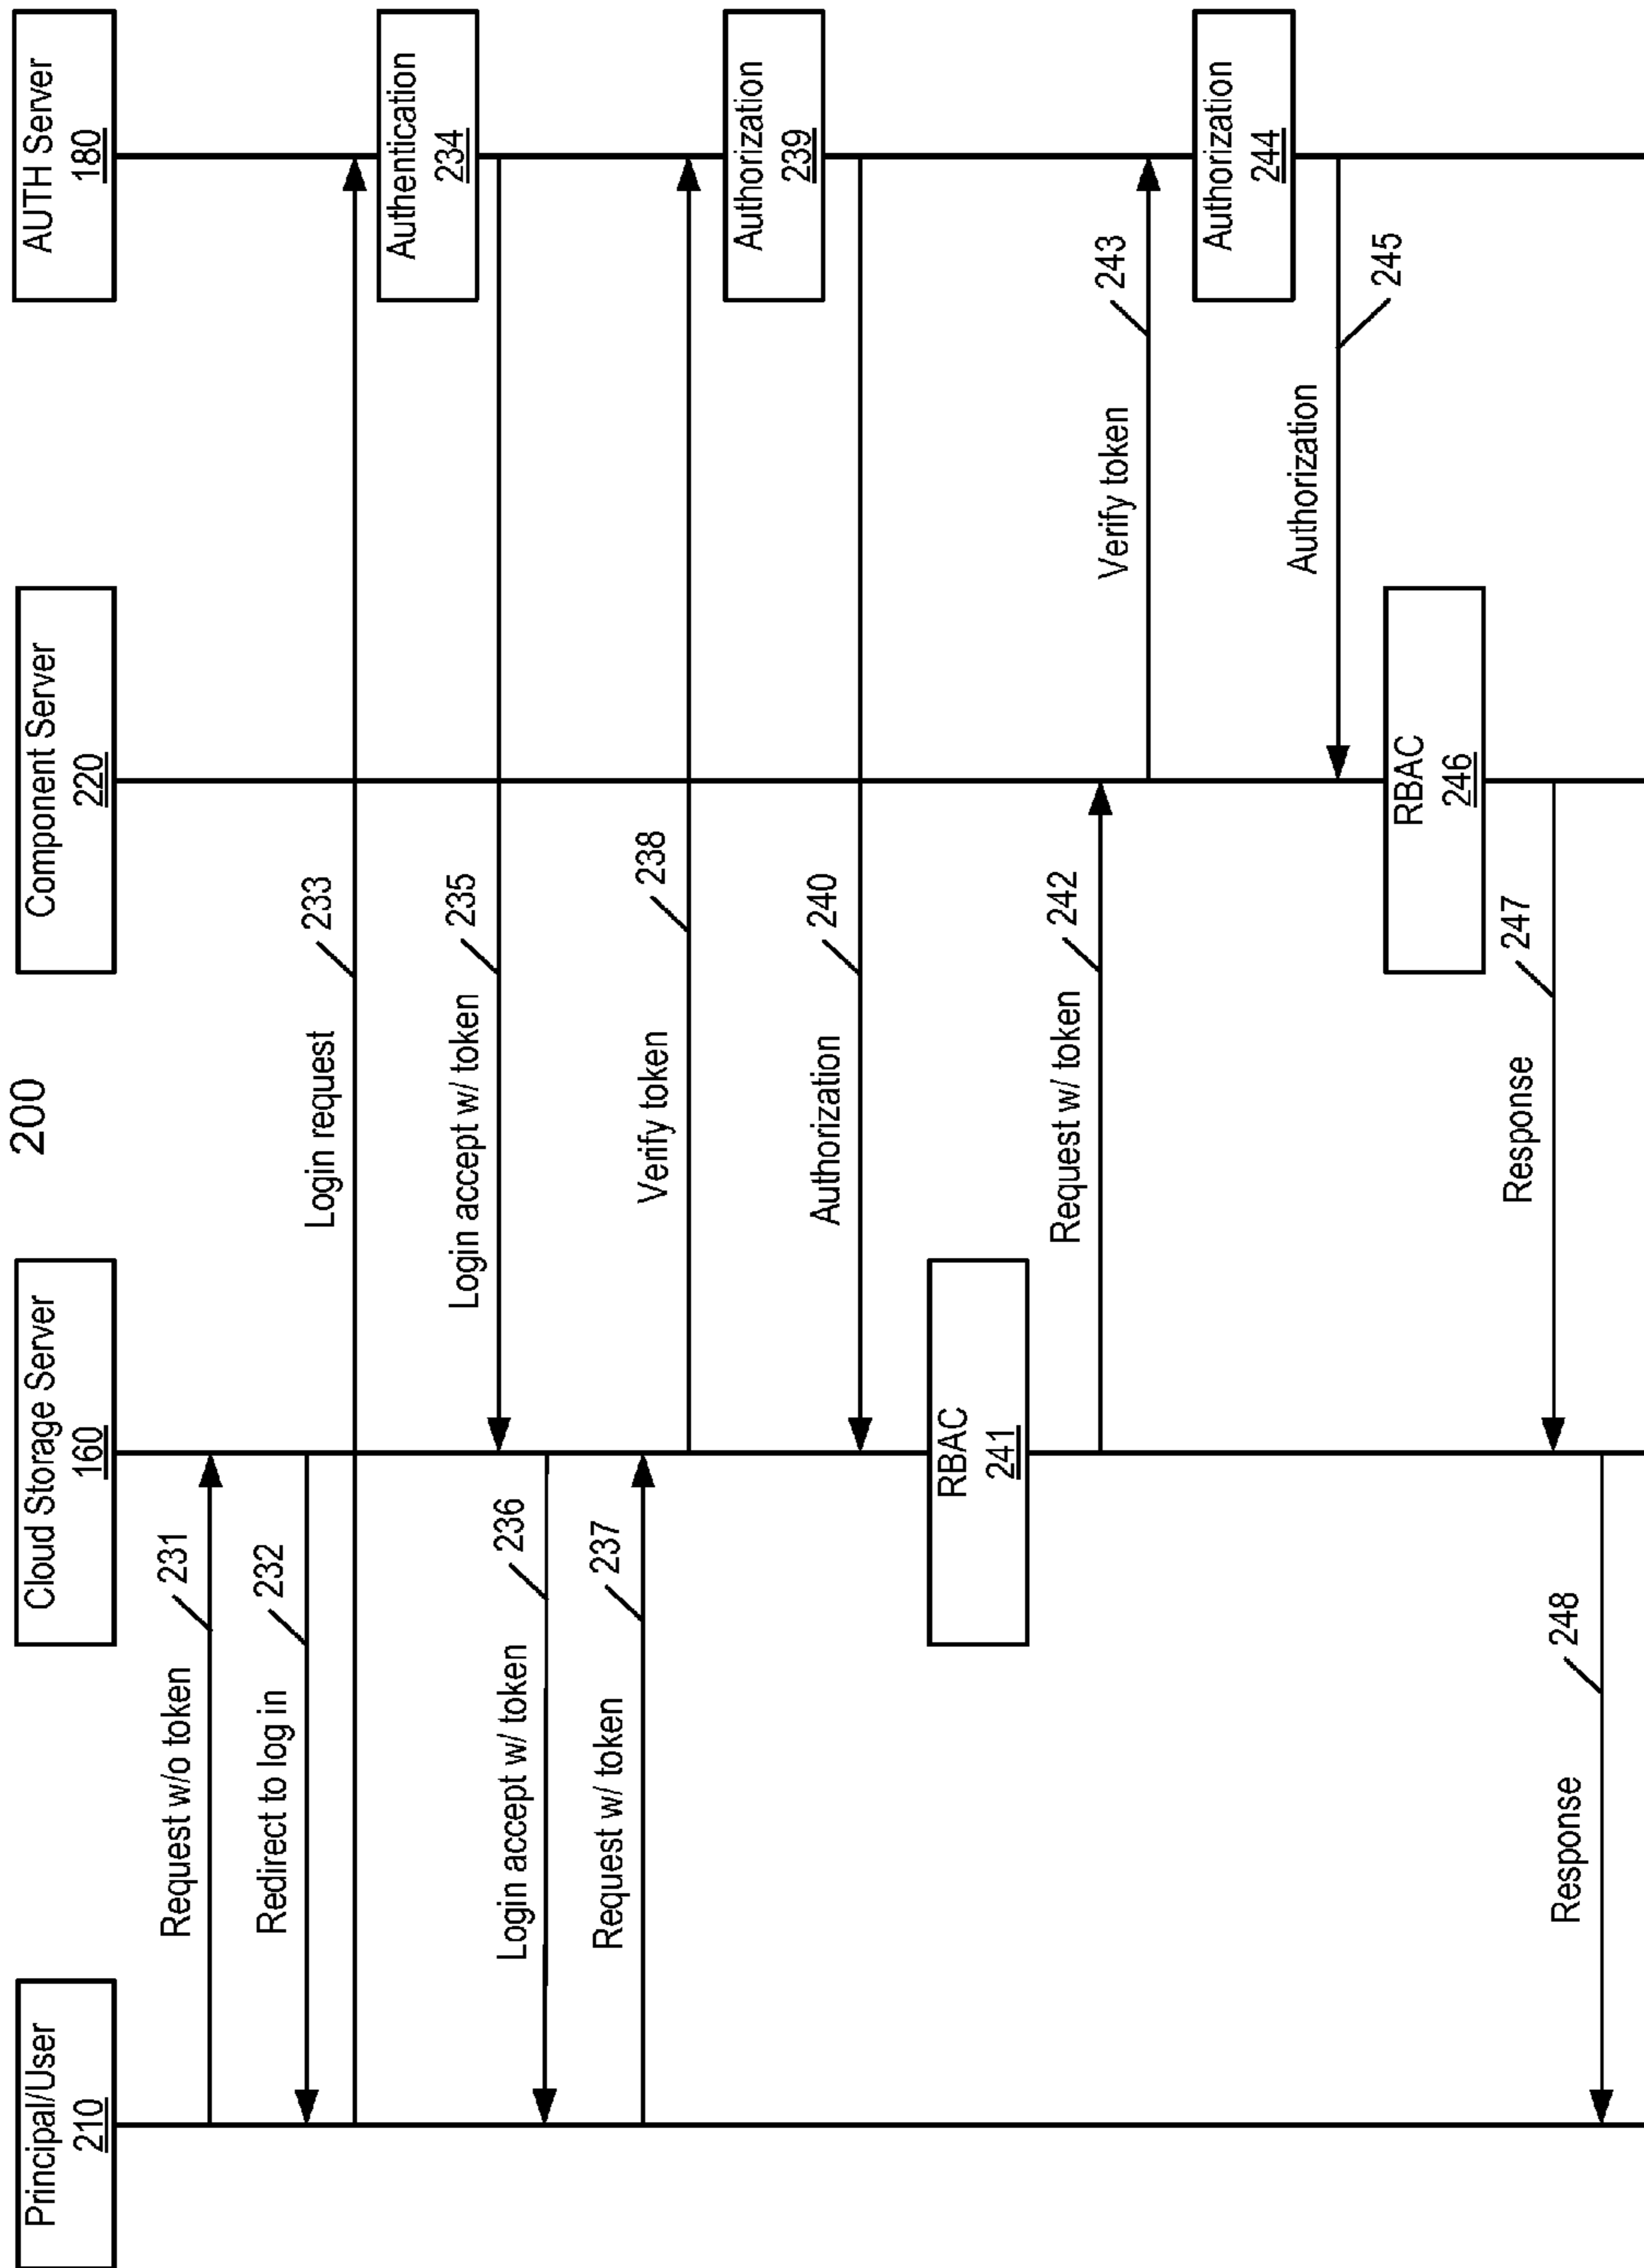 200
Principal/User
210
Cloud Storage Server
160
Component Server
220
AUTH Server
180
Request w/o token
231
Redirect to log in
232
Login request
233
Authentication
234
Login accept w/ token
235
Login accept w/ token
236
Request w/ token
237
Verify token
238
Authorization
239
Authorization
240
RBAC
241
Request w/ token
242
Verify token
243
Authorization
244
Authorization
245
RBAC
246
Response
247
Response
248